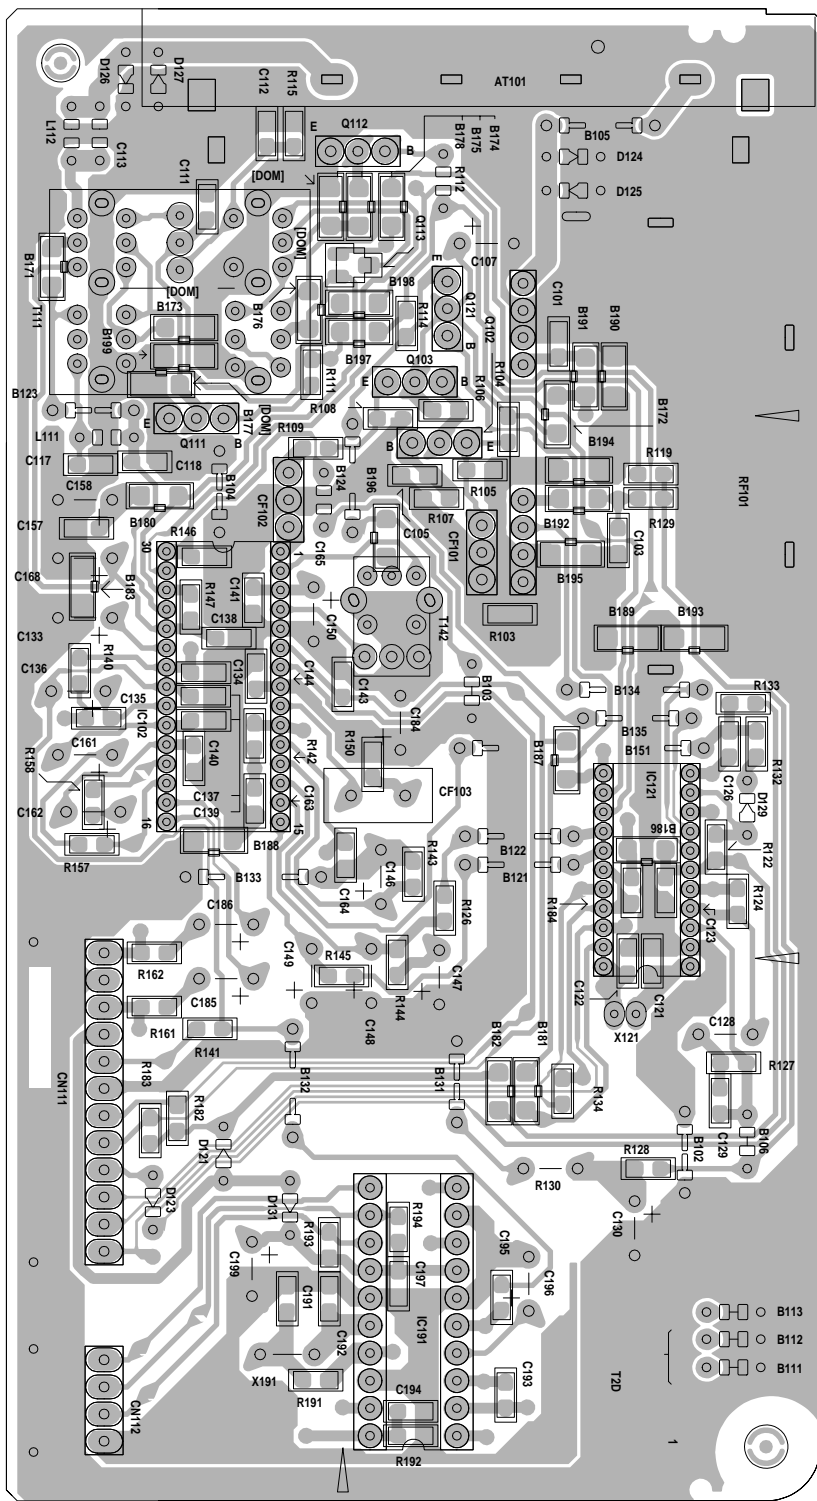 D126
D127
C112
R115
AT101
L112
C113
E
Q112
B
B178
B175
B174
B105
D124
D125
[DOM]
C111
R112
Q113
C107
[DOM]
B171
T111
[DOM]
B173
B176
B199
B198
R114
B197
E
Q121
B
Q102
C101
B191
B190
B123
R111
Q103
E
B
R104
R106
R108
B172
E
Q111
B177
B
[DOM]
L111
C117
C118
R109
B
E
B194
R119
RF101
C158
B104
CF102
B124
B196
R105
R107
B180
C157
R146
C105
CF101
B192
R129
C103
30
1
C165
B195
C168
B183
R147
C141
C150
T142
R103
C138
C133
B189
B193
R140
C136
C134
C144
C143
B103
B134
R133
C135
IC102
C184
B135
C161
R142
R150
B187
B151
R158
C140
C126
R132
IC121
C137
C163
CF103
D129
C162
C139
16
15
B186
R157
B188
B122
R122
B133
C164
C146
R143
B121
R124
R126
R184
C186
C123
C149
R145
R162
C147
C122
C121
C185
R144
C148
R161
R141
X121
C128
B182
B181
R127
CN111
R183
B132
B131
R182
R134
C129
B106
B102
D121
R128
D123
D131
R130
R194
C130
R193
C195
C199
C197
C196
C191
IC191
B113
C192
B112
X191
T2D
B111
R191
C193
CN112
C194
1
R192